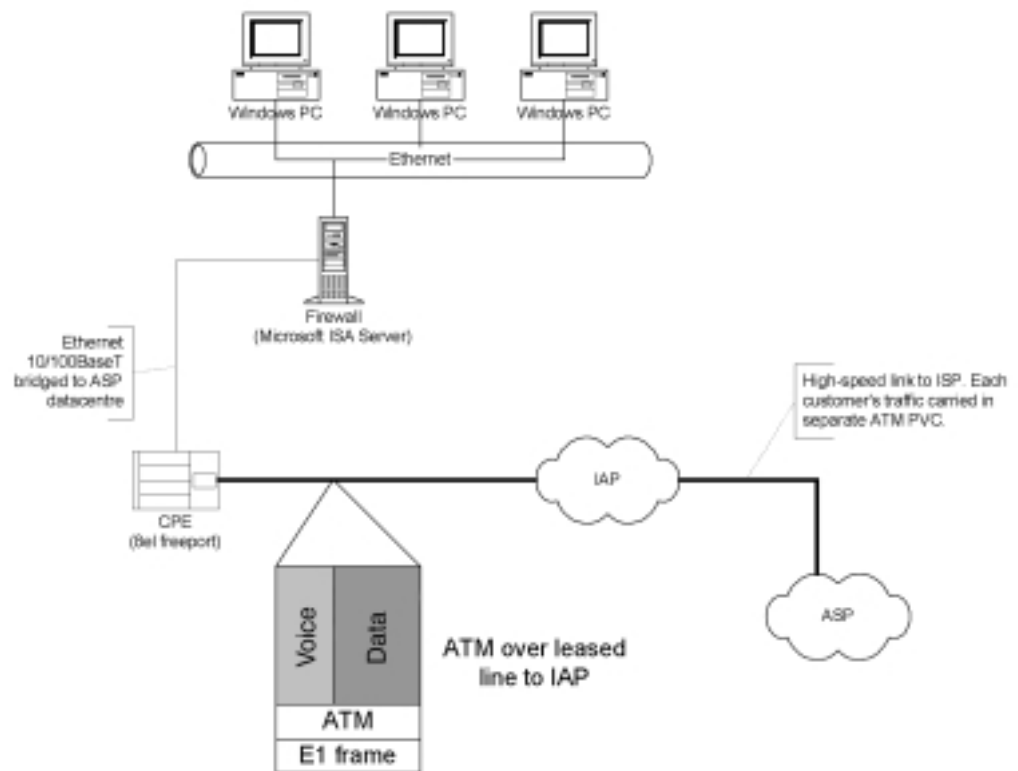 Windows PC
Windows PC
Windows PC
Ethernet
Firewall
(Microsoft ISA Server)
Ethernet
10/100BaseT
bridged to ASP
datacentre
High-speed link to ISP. Each
customer's traffic carried in
separate ATM PVC.
IAP
CPE
freeport)
ASP
Voice
Data
ATM over leased
line to IAP
ATM
E1 frame